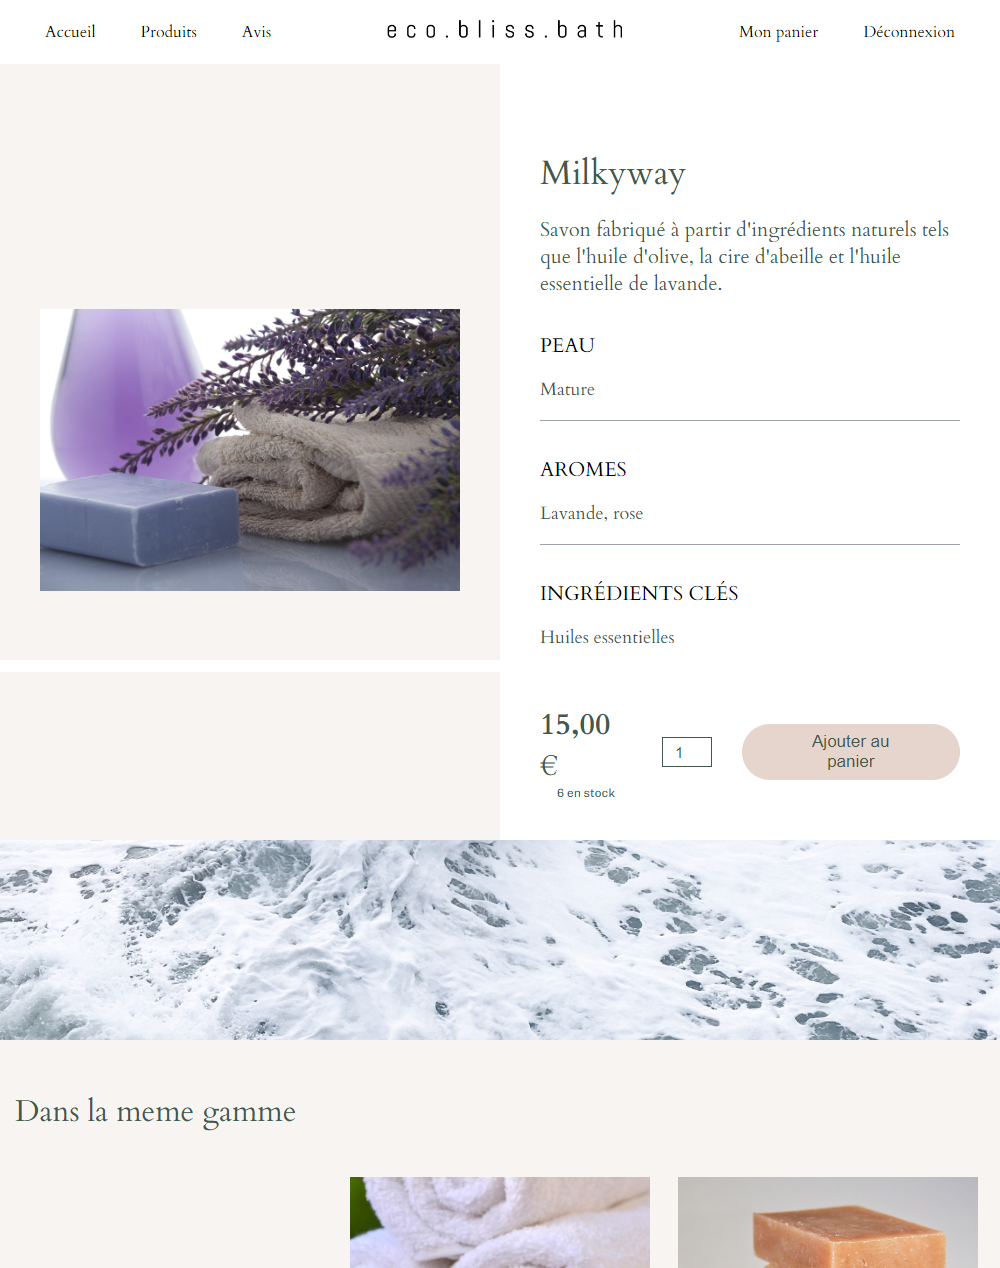 Accueil Produits Avis eco.bliss.bath Mon panier Déconnexion
Milkyway
Savon fabriqué à partir d'ingrédients naturels tels
que l'huile d'olive, la cire d'abeille et l'huile
essentielle de lavande.
PEAU
Mature
AROMES
Lavande, rose
INGRÉDIENTS CLÉS
Huiles essentielles
15,00
€
6 en stock
1
Ajouter au
panier
Dans la meme gamme